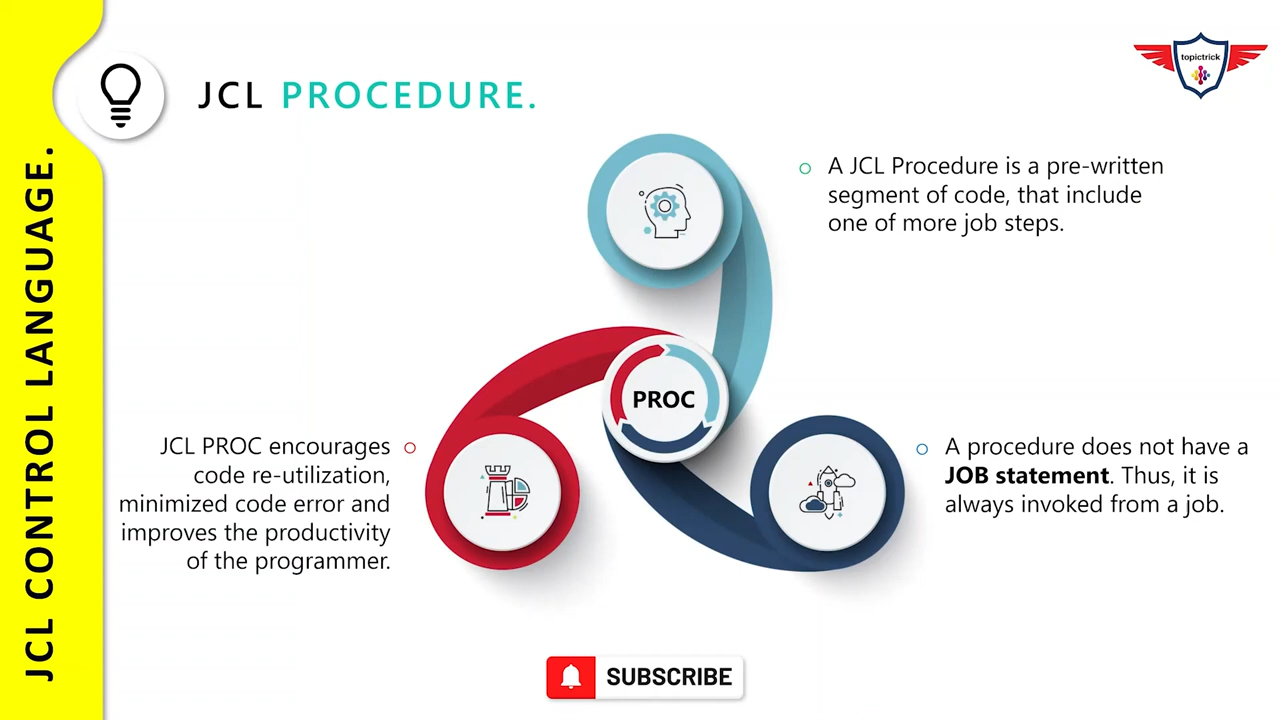 JCL CONTROL LANGUAGE.
JCL PROCEDURE.
topictrick
A JCL Procedure is a pre-written
segment of code, that include
one of more job steps.
PROC
JCL PROC encourages
code re-utilization,
minimized code error and
improves the productivity
of the programmer.
A procedure does not have a
JOB statement. Thus, it is
always invoked from a job.
SUBSCRIBE